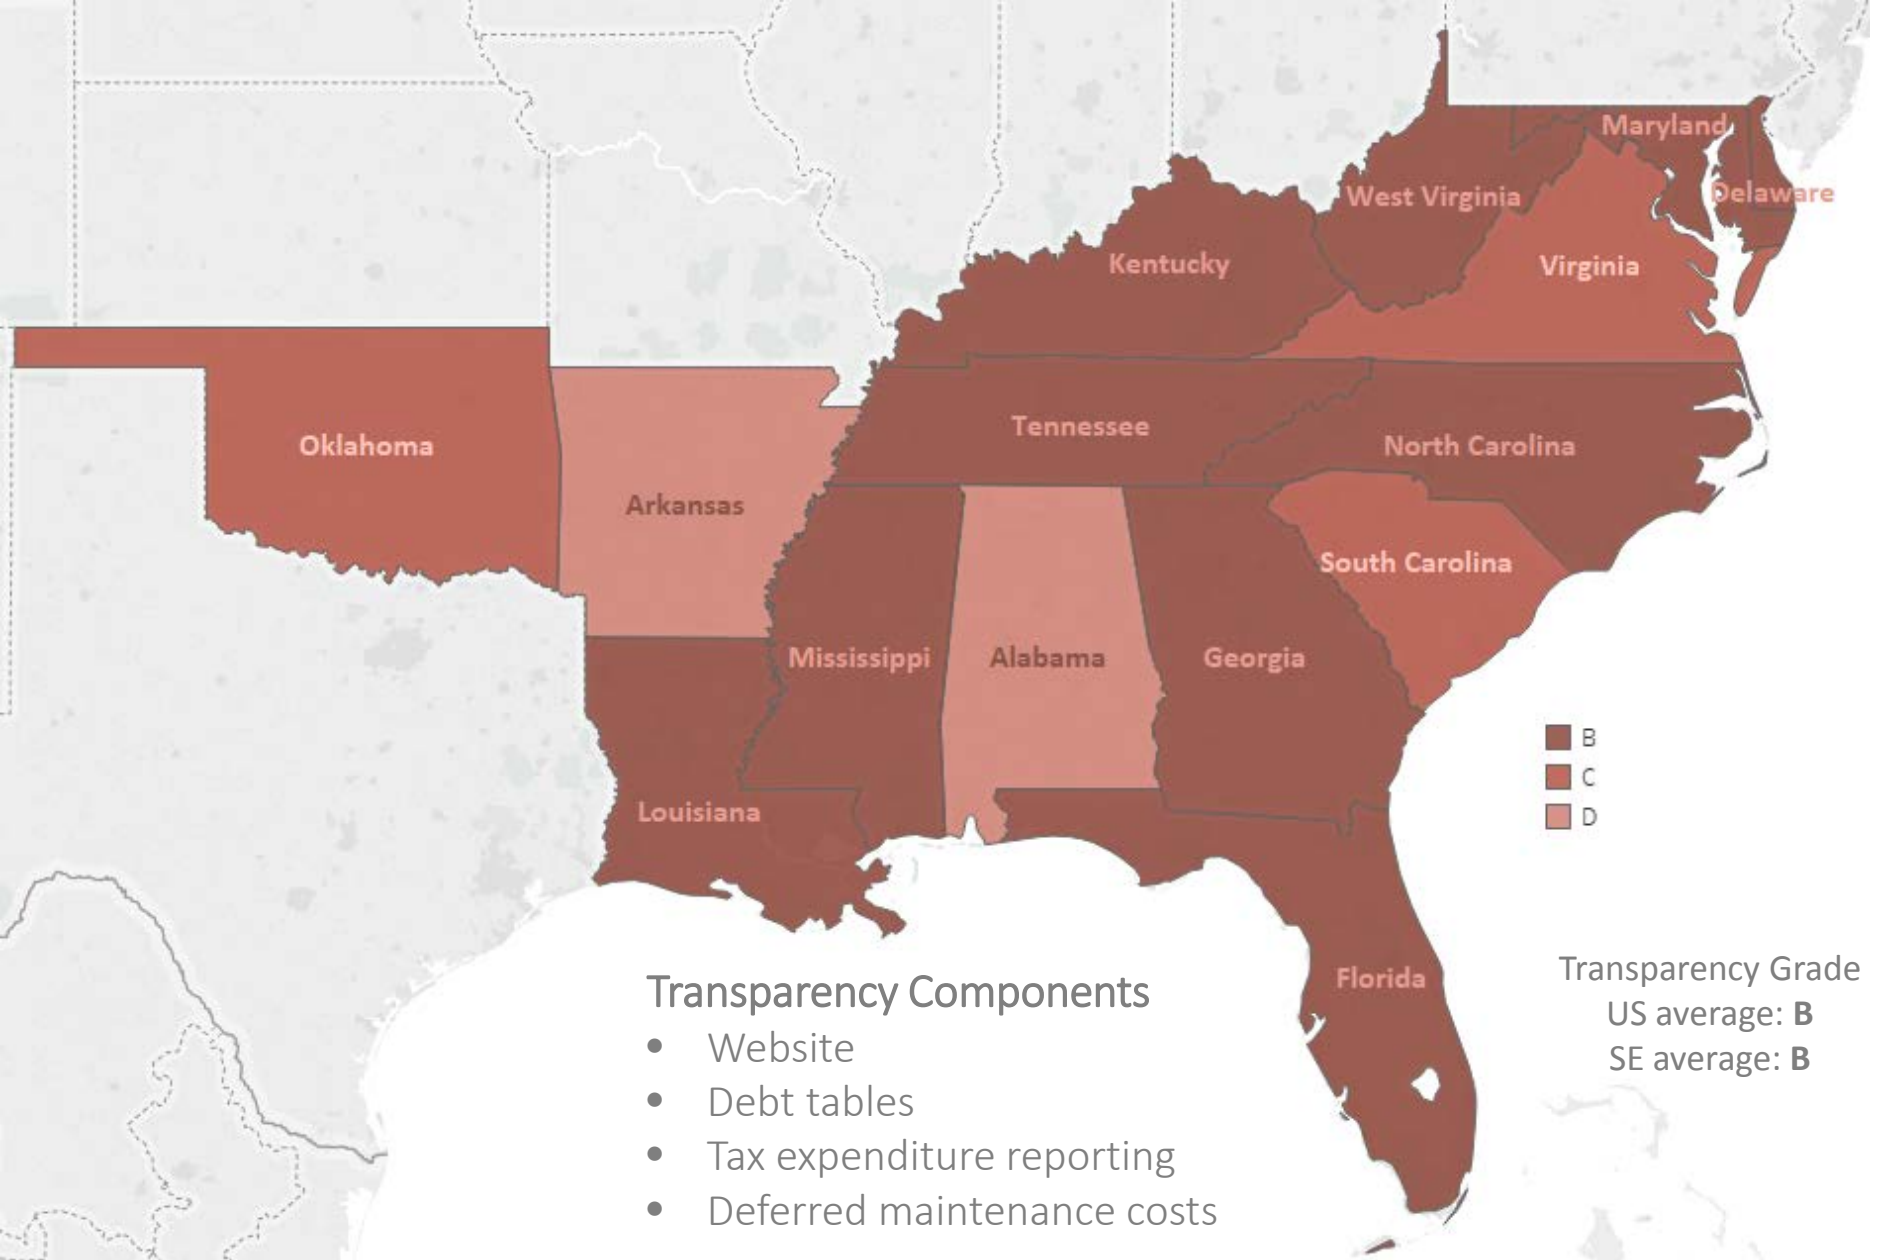 Maryland
West Virginia
Delaware
Kentucky
Virginia
Tennessee
North Carolina
Oklahoma
Arkansas
South Carolina
Mississippi
Alabama
Georgia
Louisiana
B
C
D
Florida
Transparency Grade
US average: B
SE average: B
Transparency Components
• Website
• Debt tables
• Tax expenditure reporting
• Deferred maintenance costs